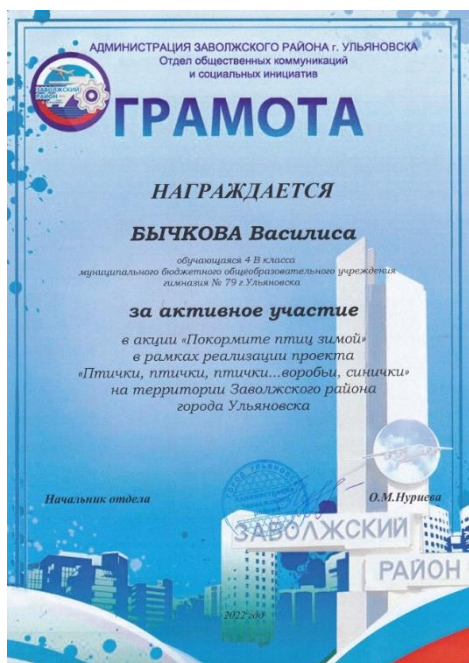 АДМИНИСТРАЦИЯ ЗАВОЛЖСКОГО РАЙОНА г. УЛЬЯНОВСКА
Отдел общественных коммуникаций
и социальных инициатив
ЗАВОЛЖСКИЙ
РАЙОН
ГРАМОТА
НАГРАЖДАЕТСЯ
БЫЧКОВА Василиса
обучающаяся 4 В класса
муниципального бюджетного общеобразовательного учреждения
гимназия № 79 г.Ульяновска
за активное участие
в акции «Покормите птиц зимой»
в рамках реализации проекта
«Птички, птички, птички...воробьи, синички»
на территории Заволжского района
города Ульяновска
Начальник отдела
О.М.Нуриева
ЗАВОЛЖСКИЙ
РАЙОН
2022 год